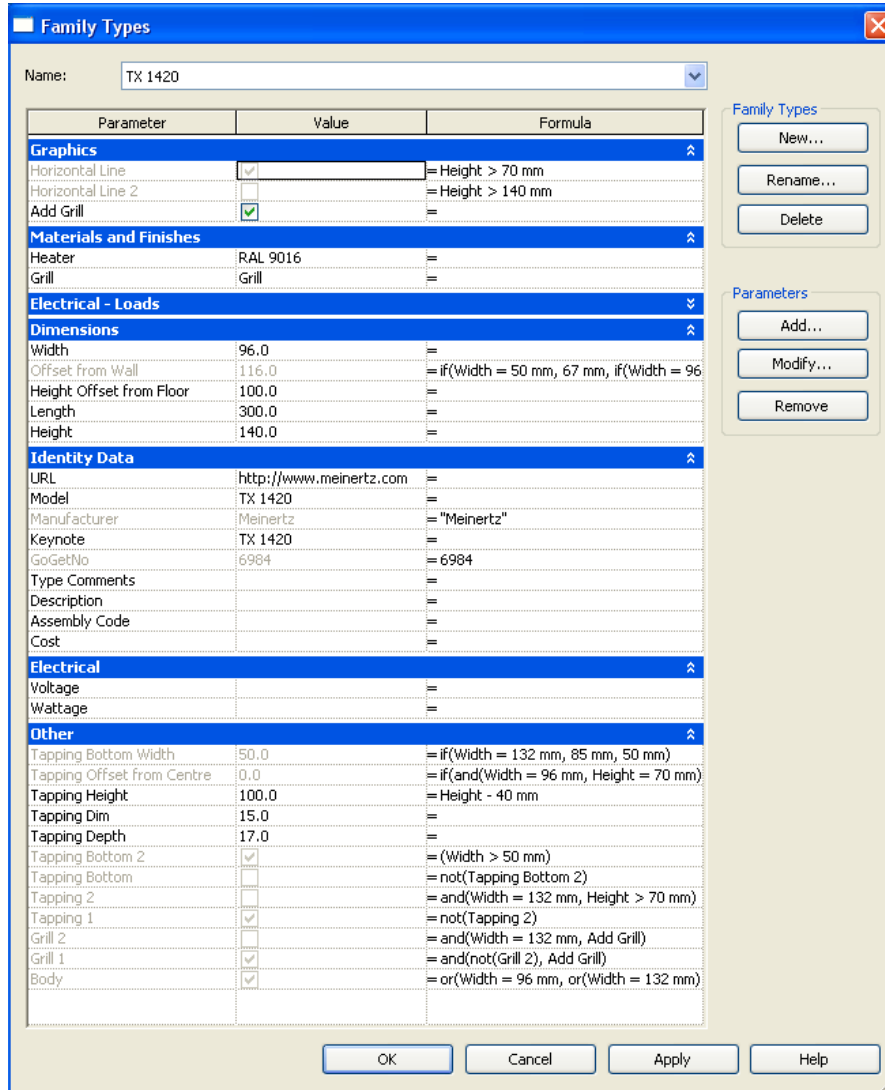 Family Types
Name: TX 1420
Parameter Value Formula
Graphics
Horizontal Line = Height > 70 mm
Horizontal Line 2 = Height > 140 mm
Add Grill =
Materials and Finishes
Heater RAL 9016 =
Grill Grill =
Electrical - Loads
Dimensions
Width 96.0 =
Offset from Wall 116.0 = if(Width = 50 mm, 67 mm, if(Width = 96
Height Offset from Floor 100.0 =
Length 300.0 =
Height 140.0 =
Identity Data
URL http://www.meinertz.com =
Model TX 1420 =
Manufacturer Meinertz = "Meinertz"
Keynote TX 1420 =
GoGetNo 6984 = 6984
Type Comments =
Description =
Assembly Code =
Cost =
Electrical
Voltage =
Wattage =
Other
Tapping Bottom Width 50.0 = if(Width = 132 mm, 85 mm, 50 mm)
Tapping Offset from Centre 0.0 = if(and(Width = 96 mm, Height = 70 mm)
Tapping Height 100.0 = Height - 40 mm
Tapping Dim 15.0 =
Tapping Depth 17.0 =
Tapping Bottom 2 = (Width > 50 mm)
Tapping Bottom = not(Tapping Bottom 2)
Tapping 2 = and(Width = 132 mm, Height > 70 mm)
Tapping 1 = not(Tapping 2)
Grill 2 = and(Width = 132 mm, Add Grill)
Grill 1 = and(not(Grill 2), Add Grill)
Body = or(Width = 96 mm, or(Width = 132 mm)
Family Types
New...
Rename...
Delete
Parameters
Add...
Modify...
Remove
OK Cancel Apply Help